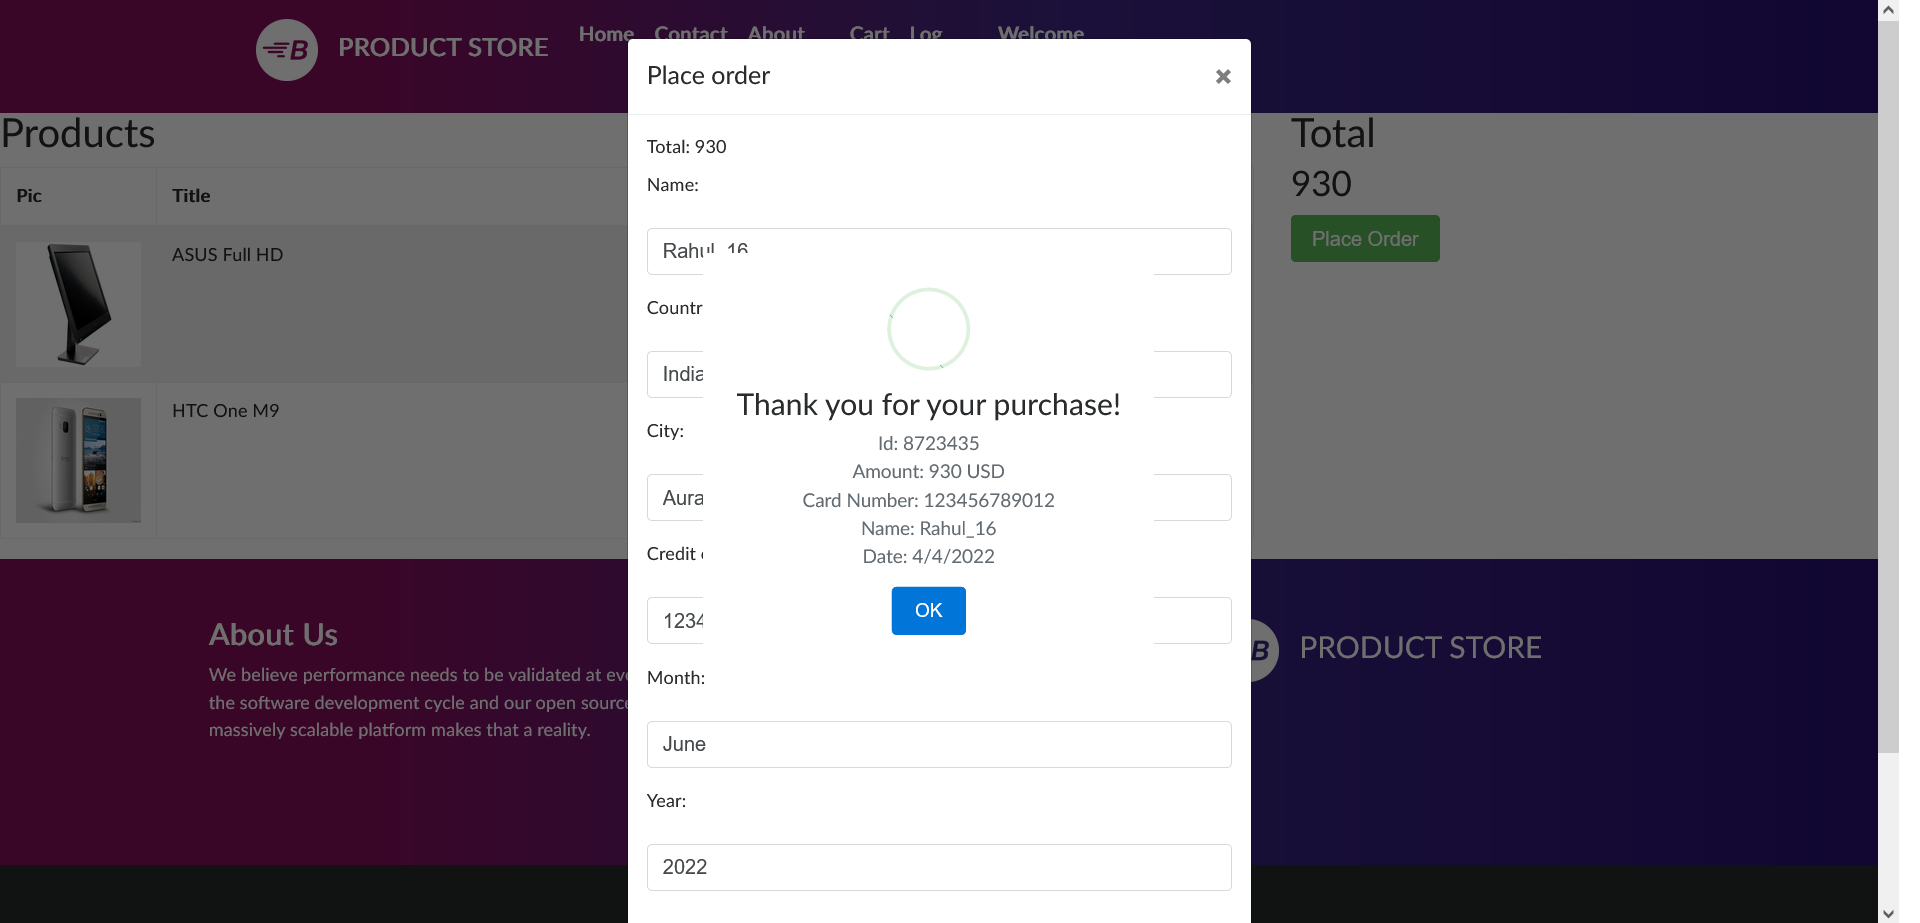 B PRODUCT STORE
Home Contact About Cart Log Welcome
Place order
Total: 930
Name:
Rahul_16
Countr
India
City:
Aura
Credit
1234
Month:
June
Year:
2022
Thank you for your purchase!
Id: 8723435
Amount: 930 USD
Card Number: 123456789012
Name: Rahul_16
Date: 4/4/2022
OK
Products
Pic Title
ASUS Full HD
HTC One M9
Total
930
Place Order
About Us
We believe performance needs to be validated at eve
the software development cycle and our open source
massively scalable platform makes that a reality.
B PRODUCT STORE